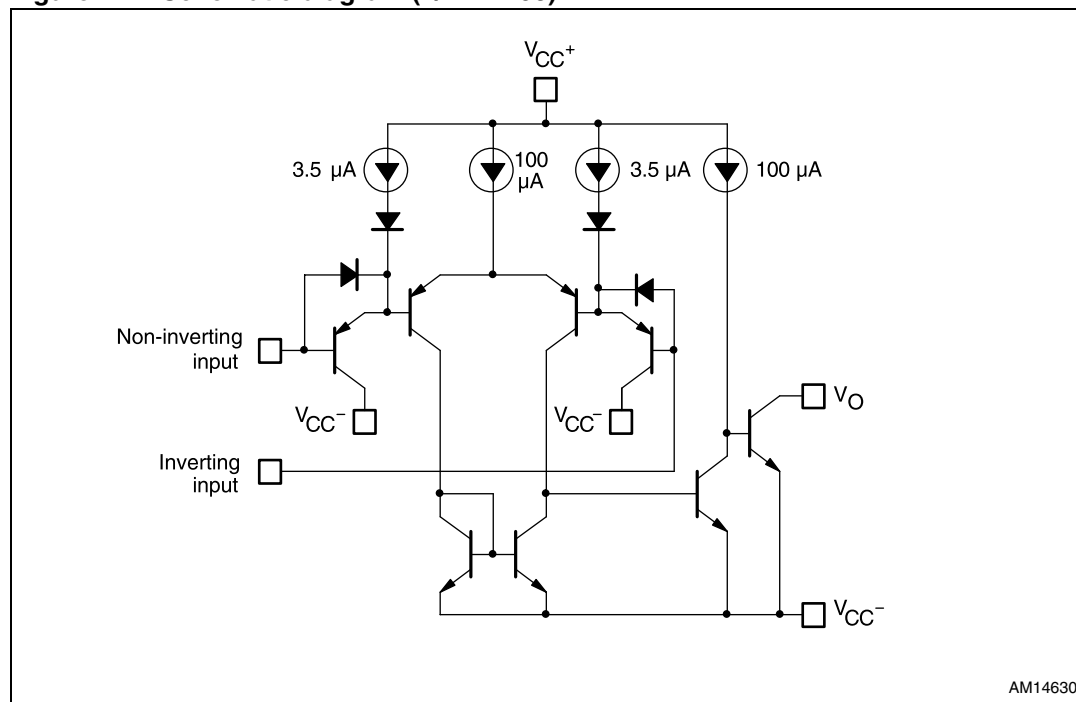 V_CC⁺
3.5 µA
100 µA
3.5 µA
100 µA
Non-inverting
input
V_CC⁻
V_CC⁻
V_O
Inverting
input
V_CC⁻
AM14630